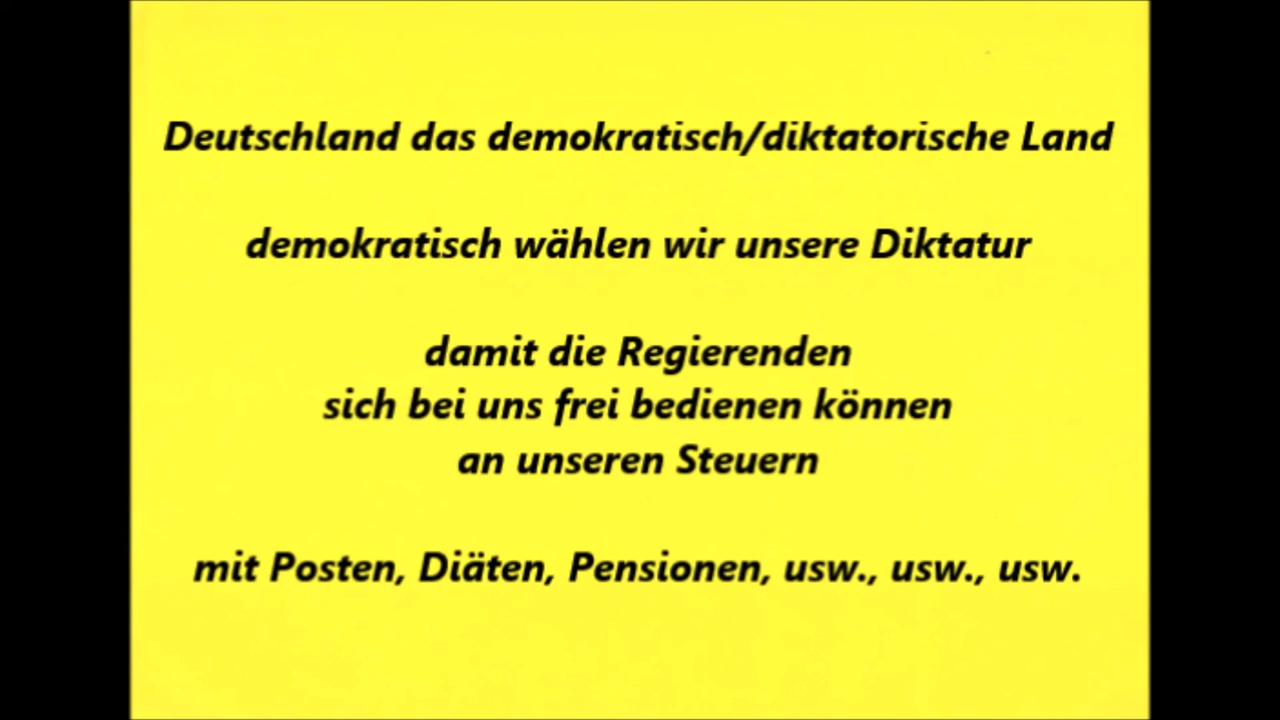 Deutschland das demokratisch/diktatorische Land
demokratisch wählen wir unsere Diktatur
damit die Regierenden
sich bei uns frei bedienen können
an unseren Steuern
mit Posten, Diäten, Pensionen, usw., usw., usw.